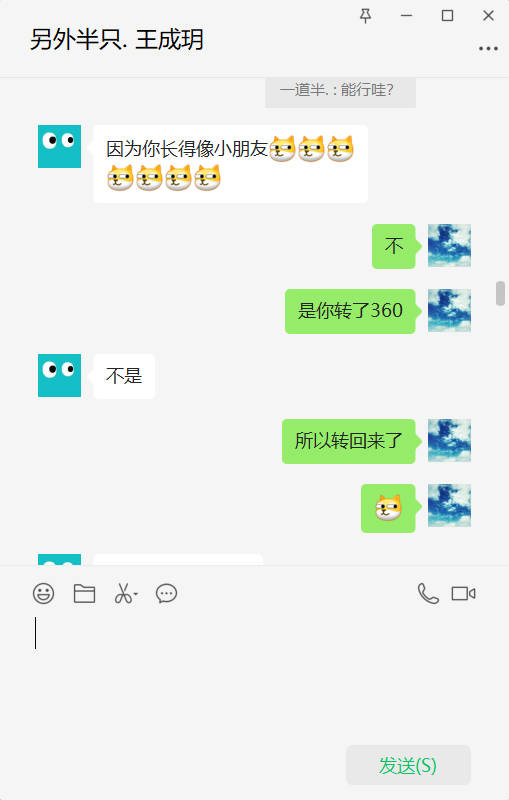 另外半只. 王成玥
一道半. : 能行哇?
因为你长得像小朋友
不
是你转了360
不是
所以转回来了
发送(S)